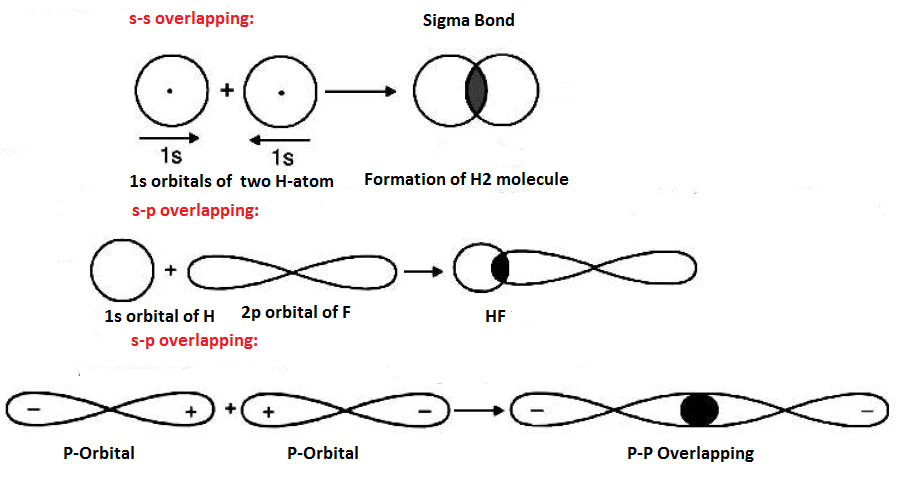 s-s overlapping:
Sigma Bond
+
1s
1s
1s orbitals of two H-atom
Formation of H2 molecule
s-p overlapping:
+
1s orbital of H
2p orbital of F
HF
s-p overlapping:
− + + + − − −
P-Orbital
P-Orbital
P-P Overlapping